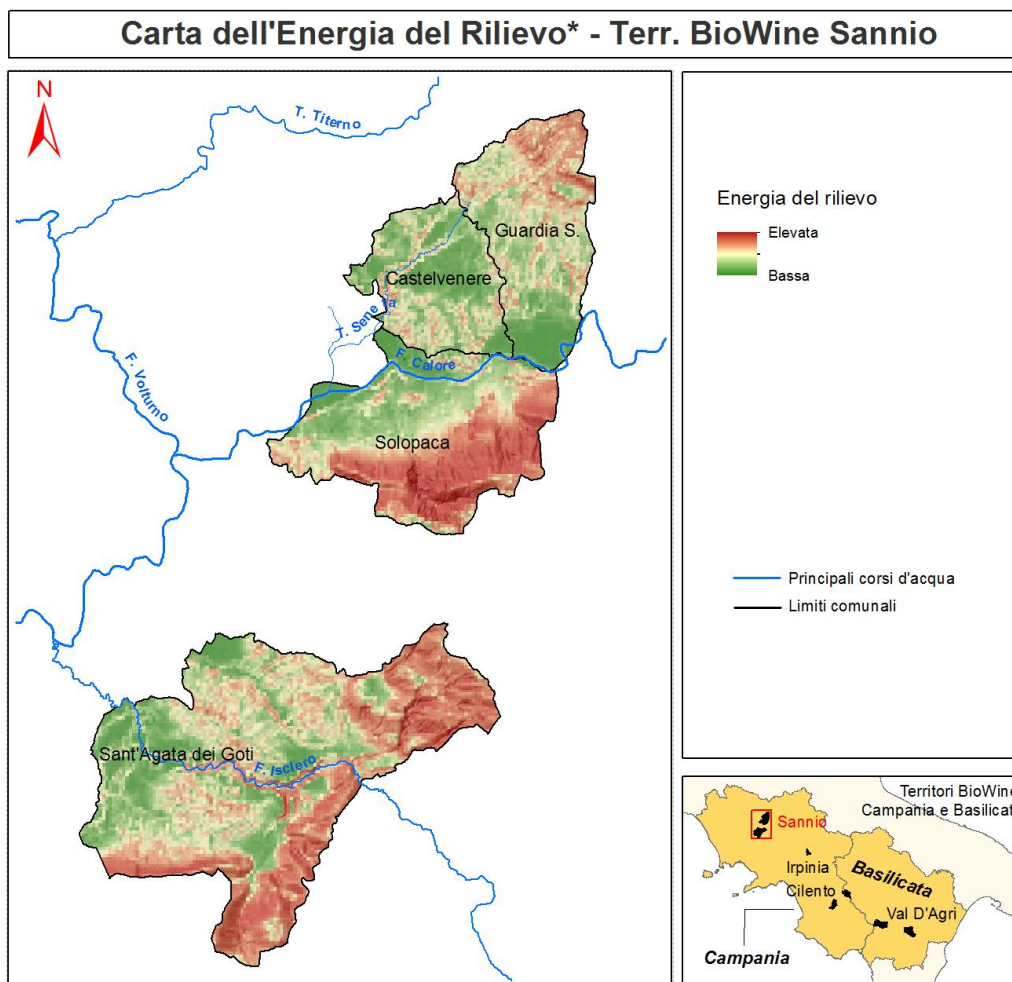 Carta dell'Energia del Rilievo* - Terr. BioWine Sannio
N
T. Titerno
Guardia S.
Castelvenere
T. Sene ta
F. Calore
F. Volturno
Solopaca
Sant'Agata dei Goti
F. Isclero
Energia del rilievo
Elevata
Bassa
Principali corsi d'acqua
Limiti comunali
Territori BioWine
Campania e Basilicat
Sannio
Irpinia
Basilicata
Cilento
Val D'Agri
Campania